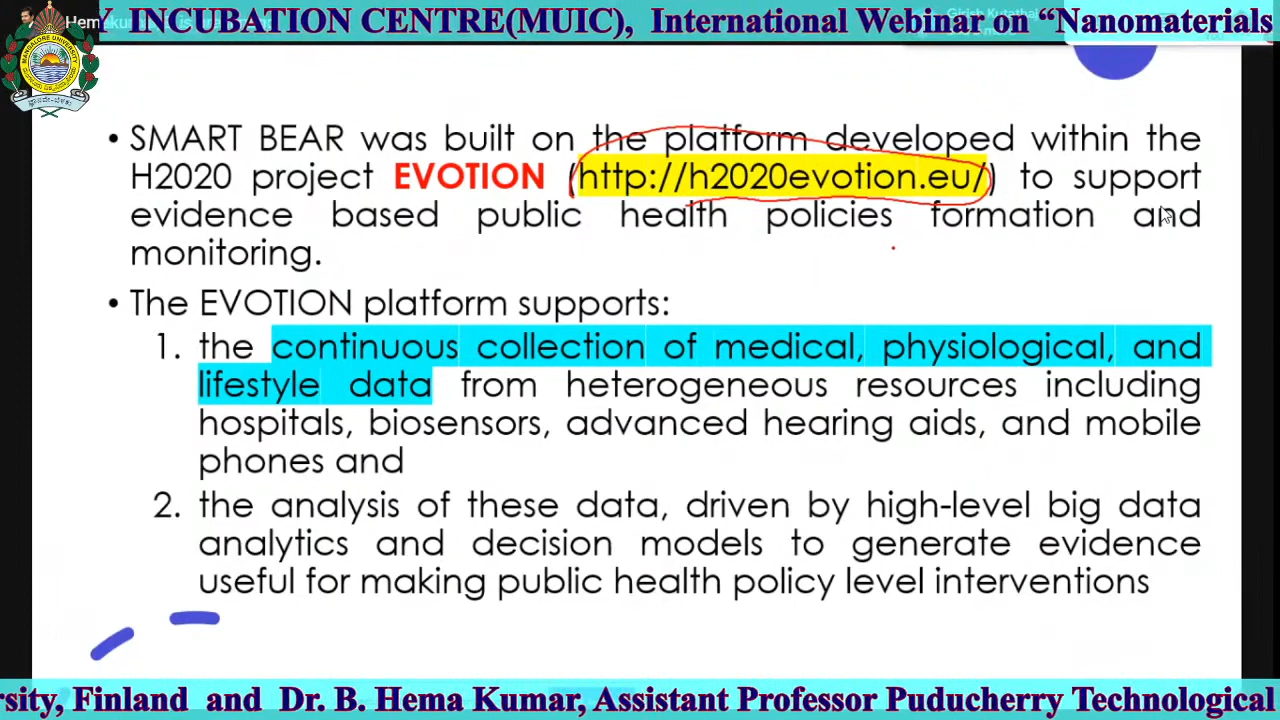 Y INCUBATION CENTRE(MUIC), International Webinar on “Nanomaterials
MANGALORE UNIVERSITY
• SMART BEAR was built on the platform developed within the
H2020 project EVOTION (http://h2020evotion.eu/) to support
evidence based public health policies formation and
monitoring.
• The EVOTION platform supports:
1. the continuous collection of medical, physiological, and
lifestyle data from heterogeneous resources including
hospitals, biosensors, advanced hearing aids, and mobile
phones and
2. the analysis of these data, driven by high-level big data
analytics and decision models to generate evidence
useful for making public health policy level interventions
rsity, Finland and Dr. B. Hema Kumar, Assistant Professor Puducherry Technological